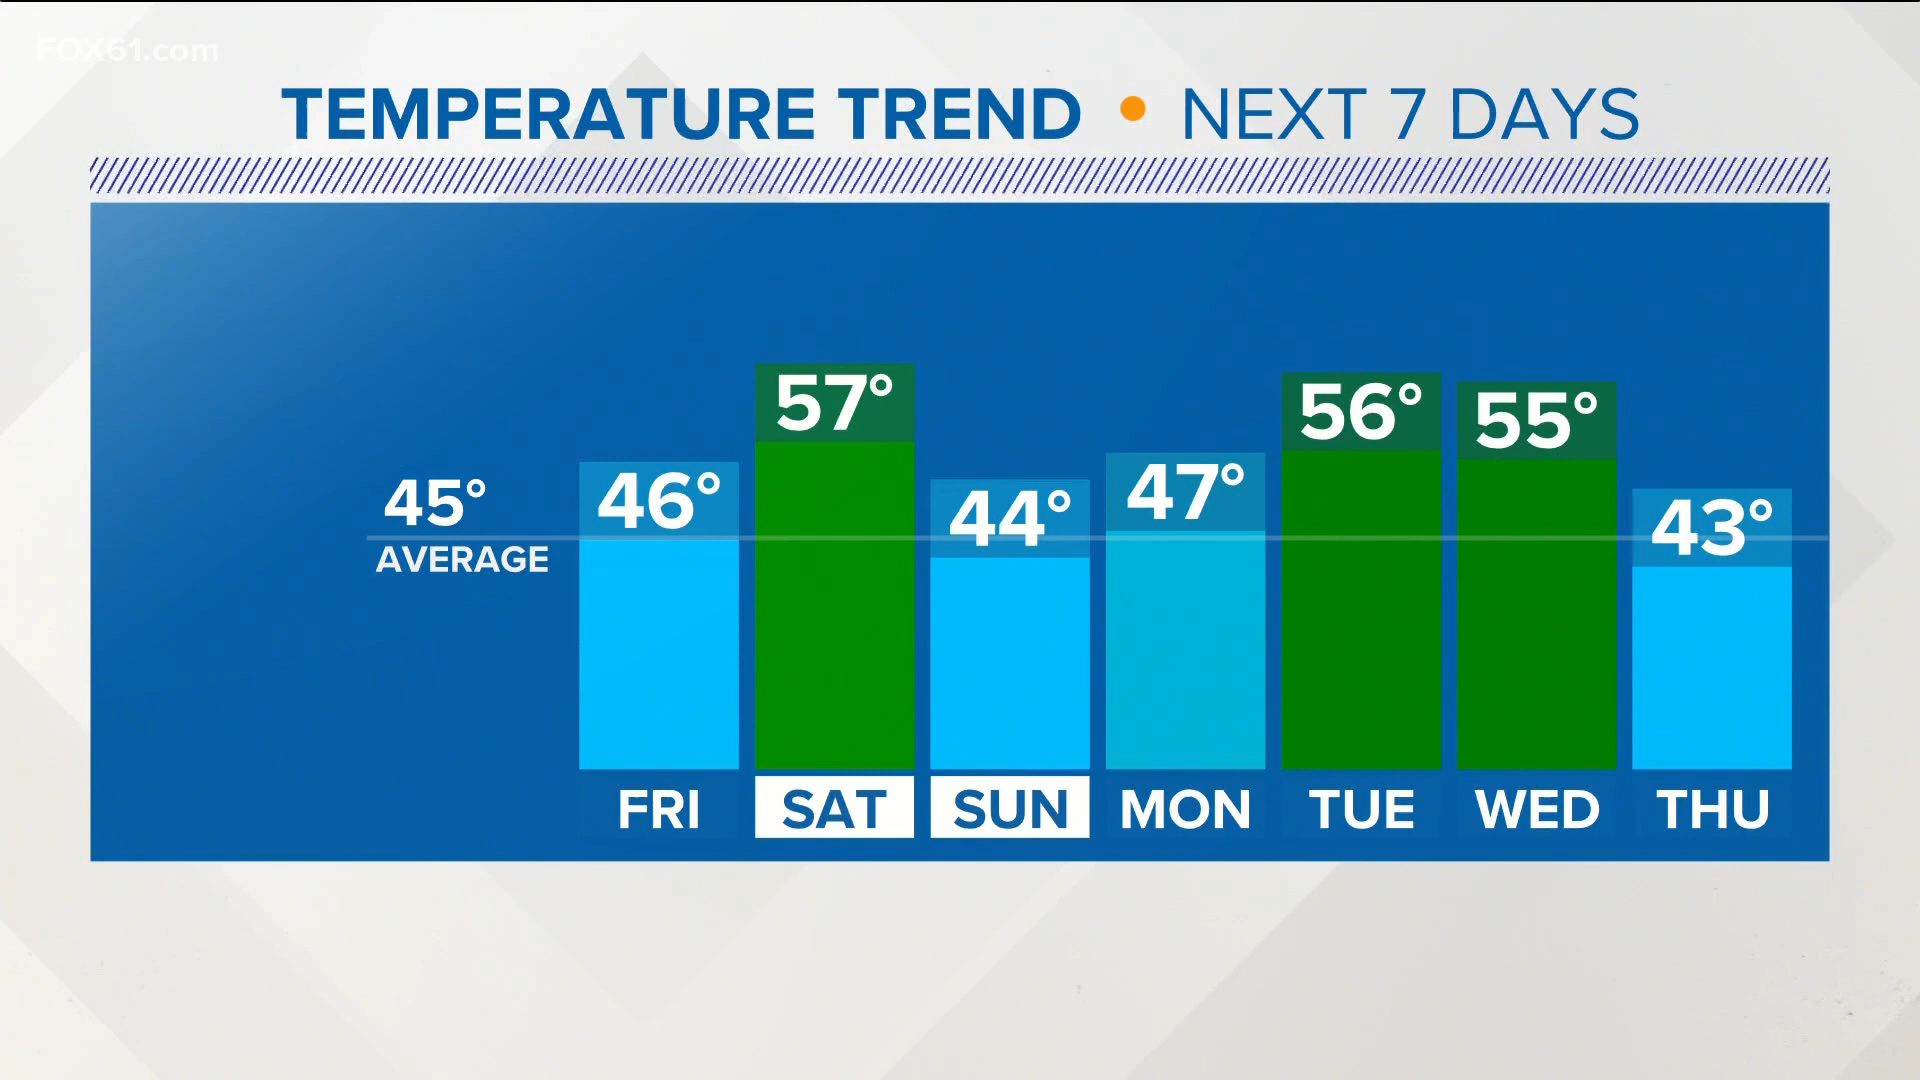 FOX61.com
TEMPERATURE TREND • NEXT 7 DAYS
45°
AVERAGE
46° 57° 44° 47° 56° 55° 43°
FRI SAT SUN MON TUE WED THU